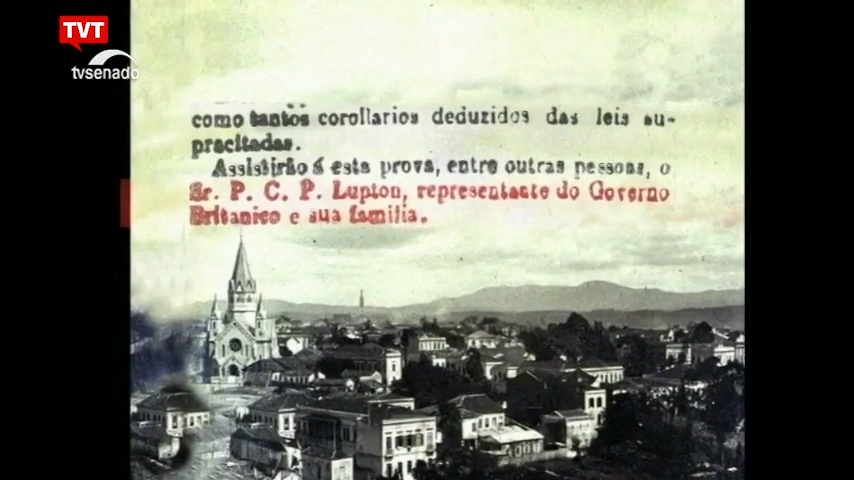 TVT
tvsenado
como tantos corollarios deduzidos das leis su-
pracitadas.
Assistirão á esta prova, entre outras pessoas, o
Sr. P. C. P. Lupton, representante do Governo
Britanico e sua familia.